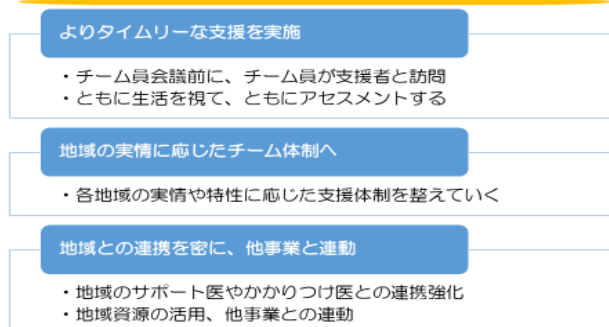 よりタイムリーな支援を実施
・チーム員会議前に、チーム員が支援者と訪問
・ともに生活を視て、ともにアセスメントする
地域の実情に応じたチーム体制へ
・各地域の実情や特性に応じた支援体制を整えていく
地域との連携を密に、他事業と連動
・地域のサポート医やかかりつけ医との連携強化
・地域資源の活用、他事業との連動